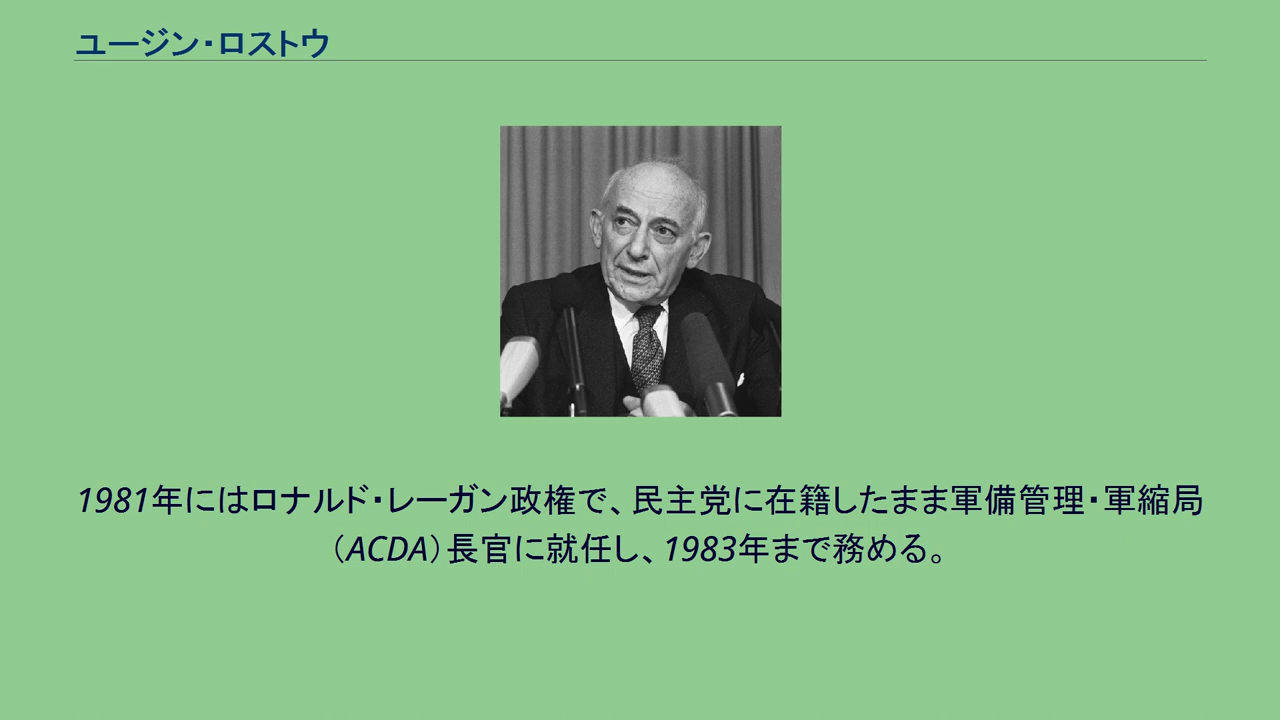 ユージン・ロストウ
1981年にはロナルド・レーガン政権で、民主党に在籍したまま軍備管理・軍縮局
（ACDA）長官に就任し、1983年まで務める。